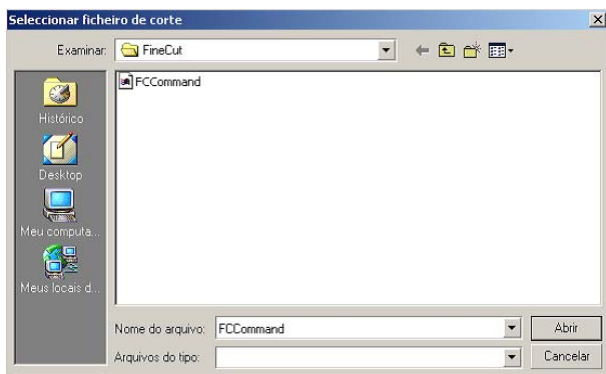 Seleccionar ficheiro de corte
Examinar: FineCut
FCCommand
Histórico
Desktop
Meu computa...
Meus locais d...
Nome do arquivo: FCCommand Abrir
Arquivos do tipo: Cancelar